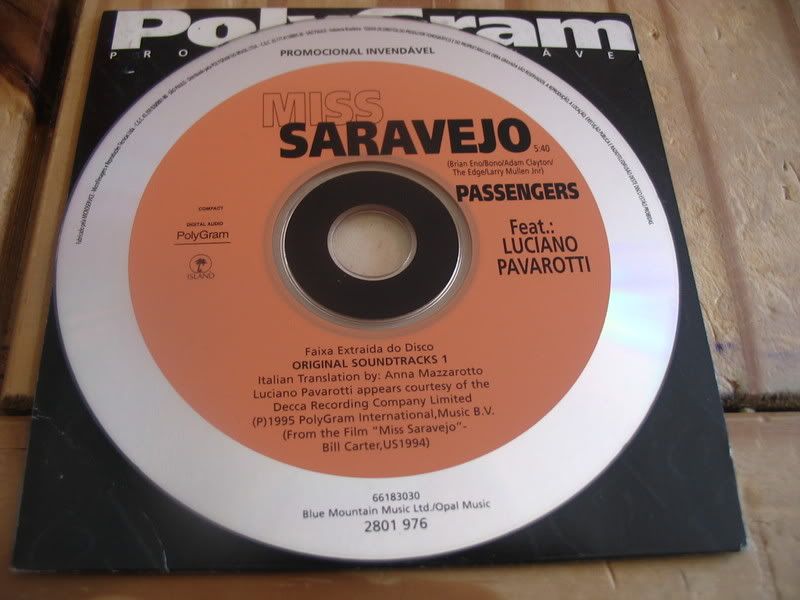 PolyGram
PROMOCIONAL INVENDÁVEL
MISS
SARAVEJO 5:40
(Brian Eno/Bono/Adam Clayton/
The Edge/Larry Mullen Jnr)
PASSENGERS
Feat.:
LUCIANO
PAVAROTTI
COMPACT
DIGITAL AUDIO
PolyGram
ISLAND
Faixa Extraida do Disco
ORIGINAL SOUNDTRACKS 1
Italian Translation by: Anna Mazzarotto
Luciano Pavarotti appears courtesy of the
Decca Recording Company Limited
(P)1995 PolyGram International,Music B.V.
(From the Film "Miss Saravejo"-
Bill Carter,US1994)
66183030
Blue Mountain Music Ltd./Opal Music
2801 976